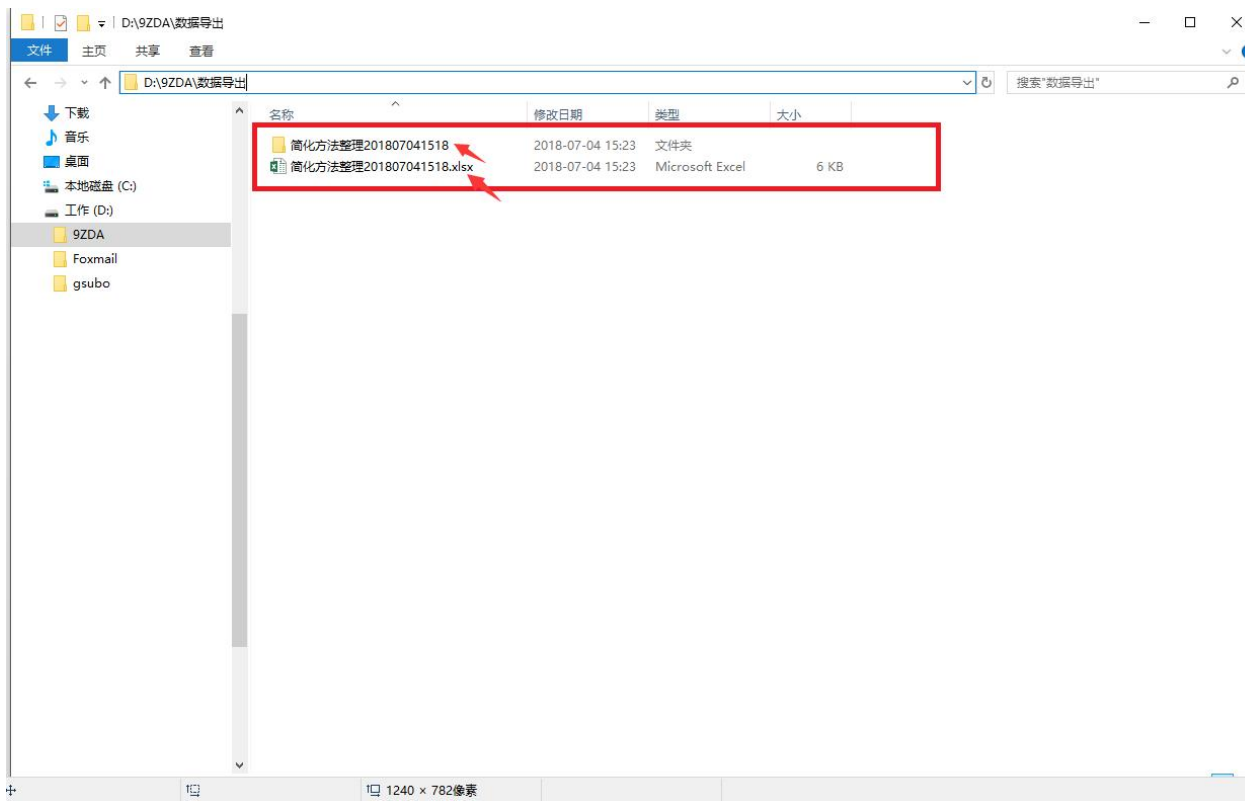 D:\9ZDA\数据导出
文件 主页 共享 查看
D:\9ZDA\数据导出 搜索"数据导出"
下载
音乐
桌面
本地磁盘 (C:)
工作 (D:)
9ZDA
Foxmail
gsubo
名称 修改日期 类型 大小
简化方法整理201807041518 2018-07-04 15:23 文件夹
简化方法整理201807041518.xlsx 2018-07-04 15:23 Microsoft Excel 6 KB
1240 × 782像素